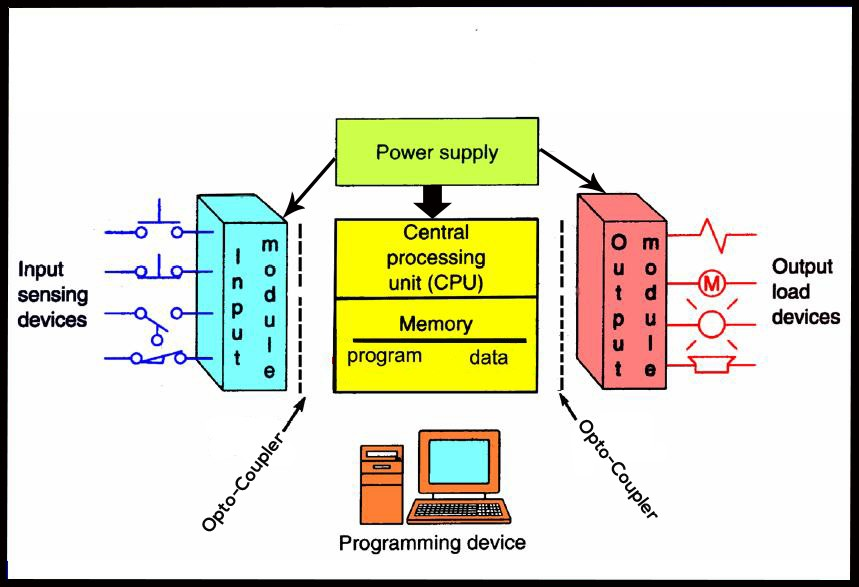 Power supply
Central
processing
unit (CPU)
Memory
program data
Input
sensing
devices
Input
module
Output
module
M
Output
load
devices
Opto-Coupler
Opto-Coupler
Programming device